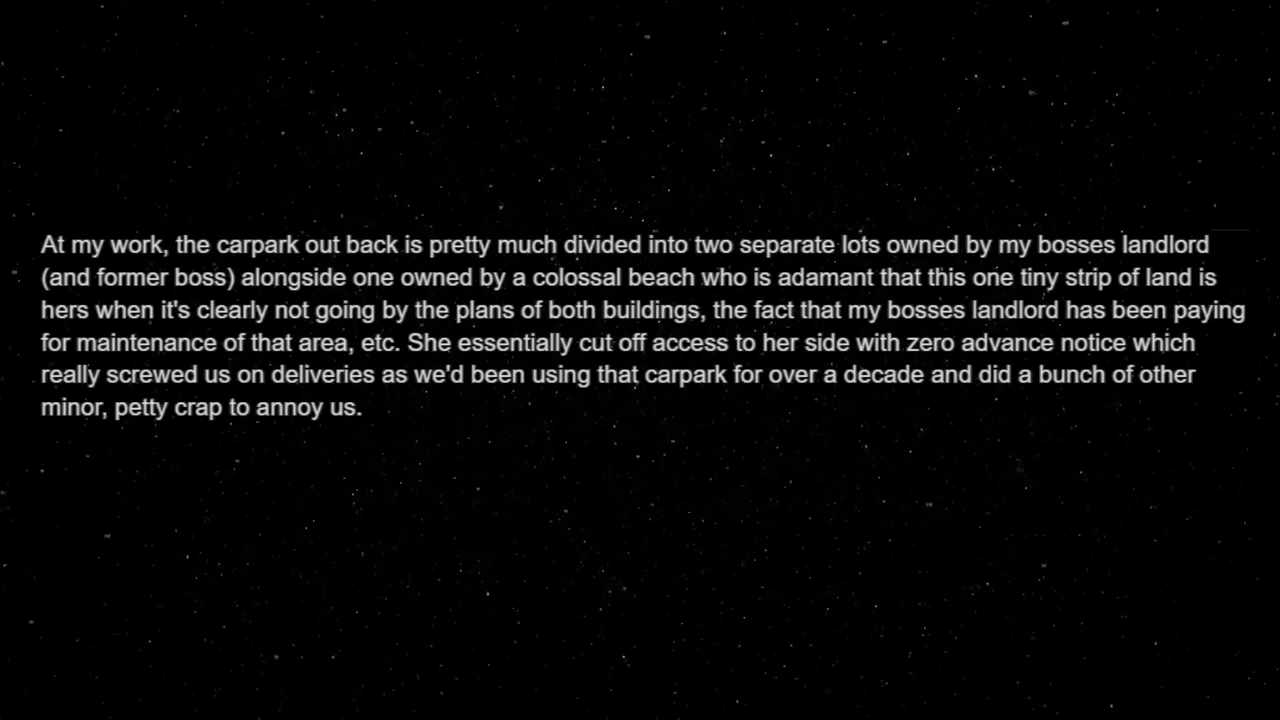 At my work, the carpark out back is pretty much divided into two separate lots owned by my bosses landlord
(and former boss) alongside one owned by a colossal beach who is adamant that this one tiny strip of land is
hers when it's clearly not going by the plans of both buildings, the fact that my bosses landlord has been paying
for maintenance of that area, etc. She essentially cut off access to her side with zero advance notice which
really screwed us on deliveries as we'd been using that carpark for over a decade and did a bunch of other
minor, petty crap to annoy us.